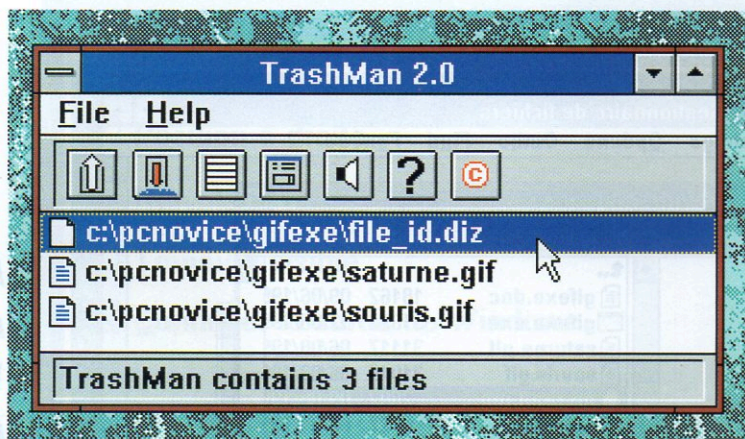 TrashMan 2.0
File Help
?
©
c:\pcnovice\gifexe\file_id.diz
c:\pcnovice\gifexe\saturne.gif
c:\pcnovice\gifexe\souris.gif
TrashMan contains 3 files